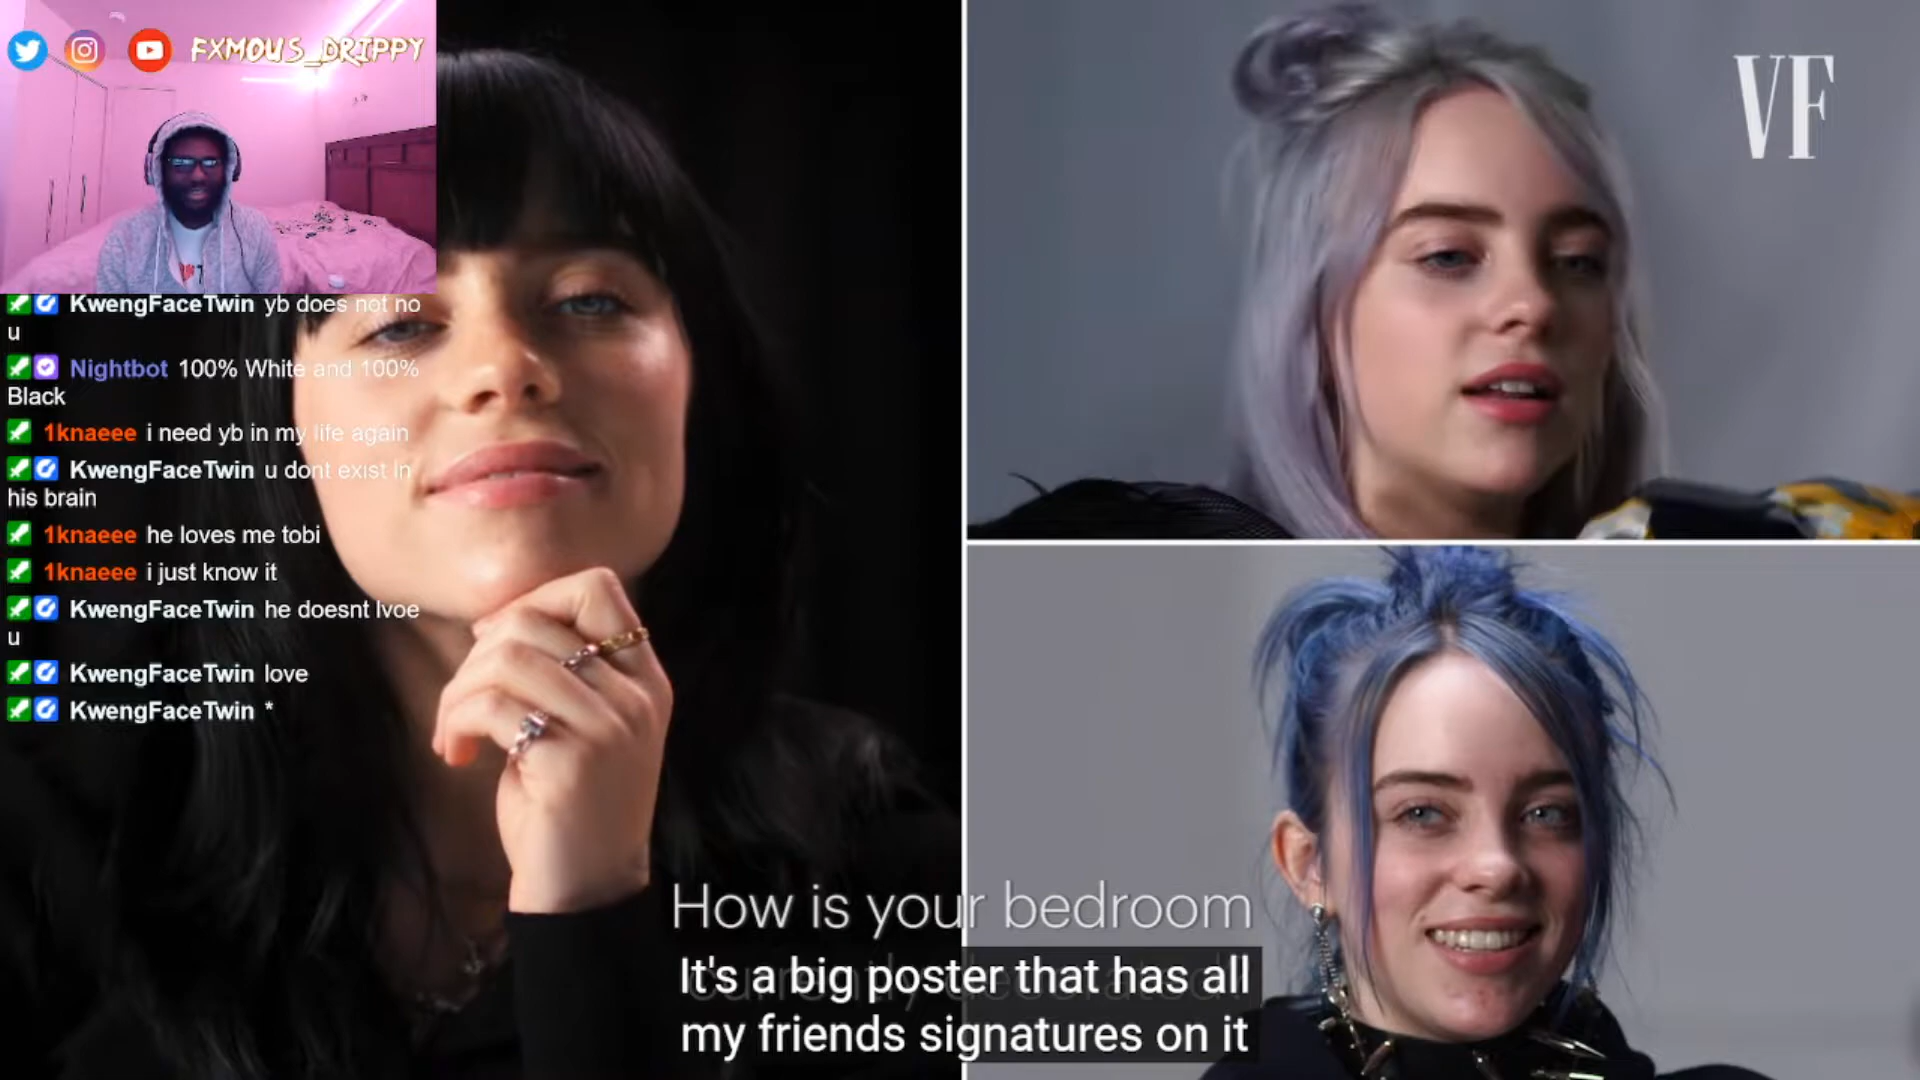 FXMOUS_DRIPPY
VF
KwengFaceTwin yb does not no
u
Nightbot 100% White and 100%
Black
1knaeee i need yb in my life again
KwengFaceTwin u dont exist in
his brain
1knaeee he loves me tobi
1knaeee i just know it
KwengFaceTwin he doesnt lvoe
u
KwengFaceTwin love
KwengFaceTwin *
How is your bedroom
currently decorated?
It's a big poster that has all
my friends signatures on it